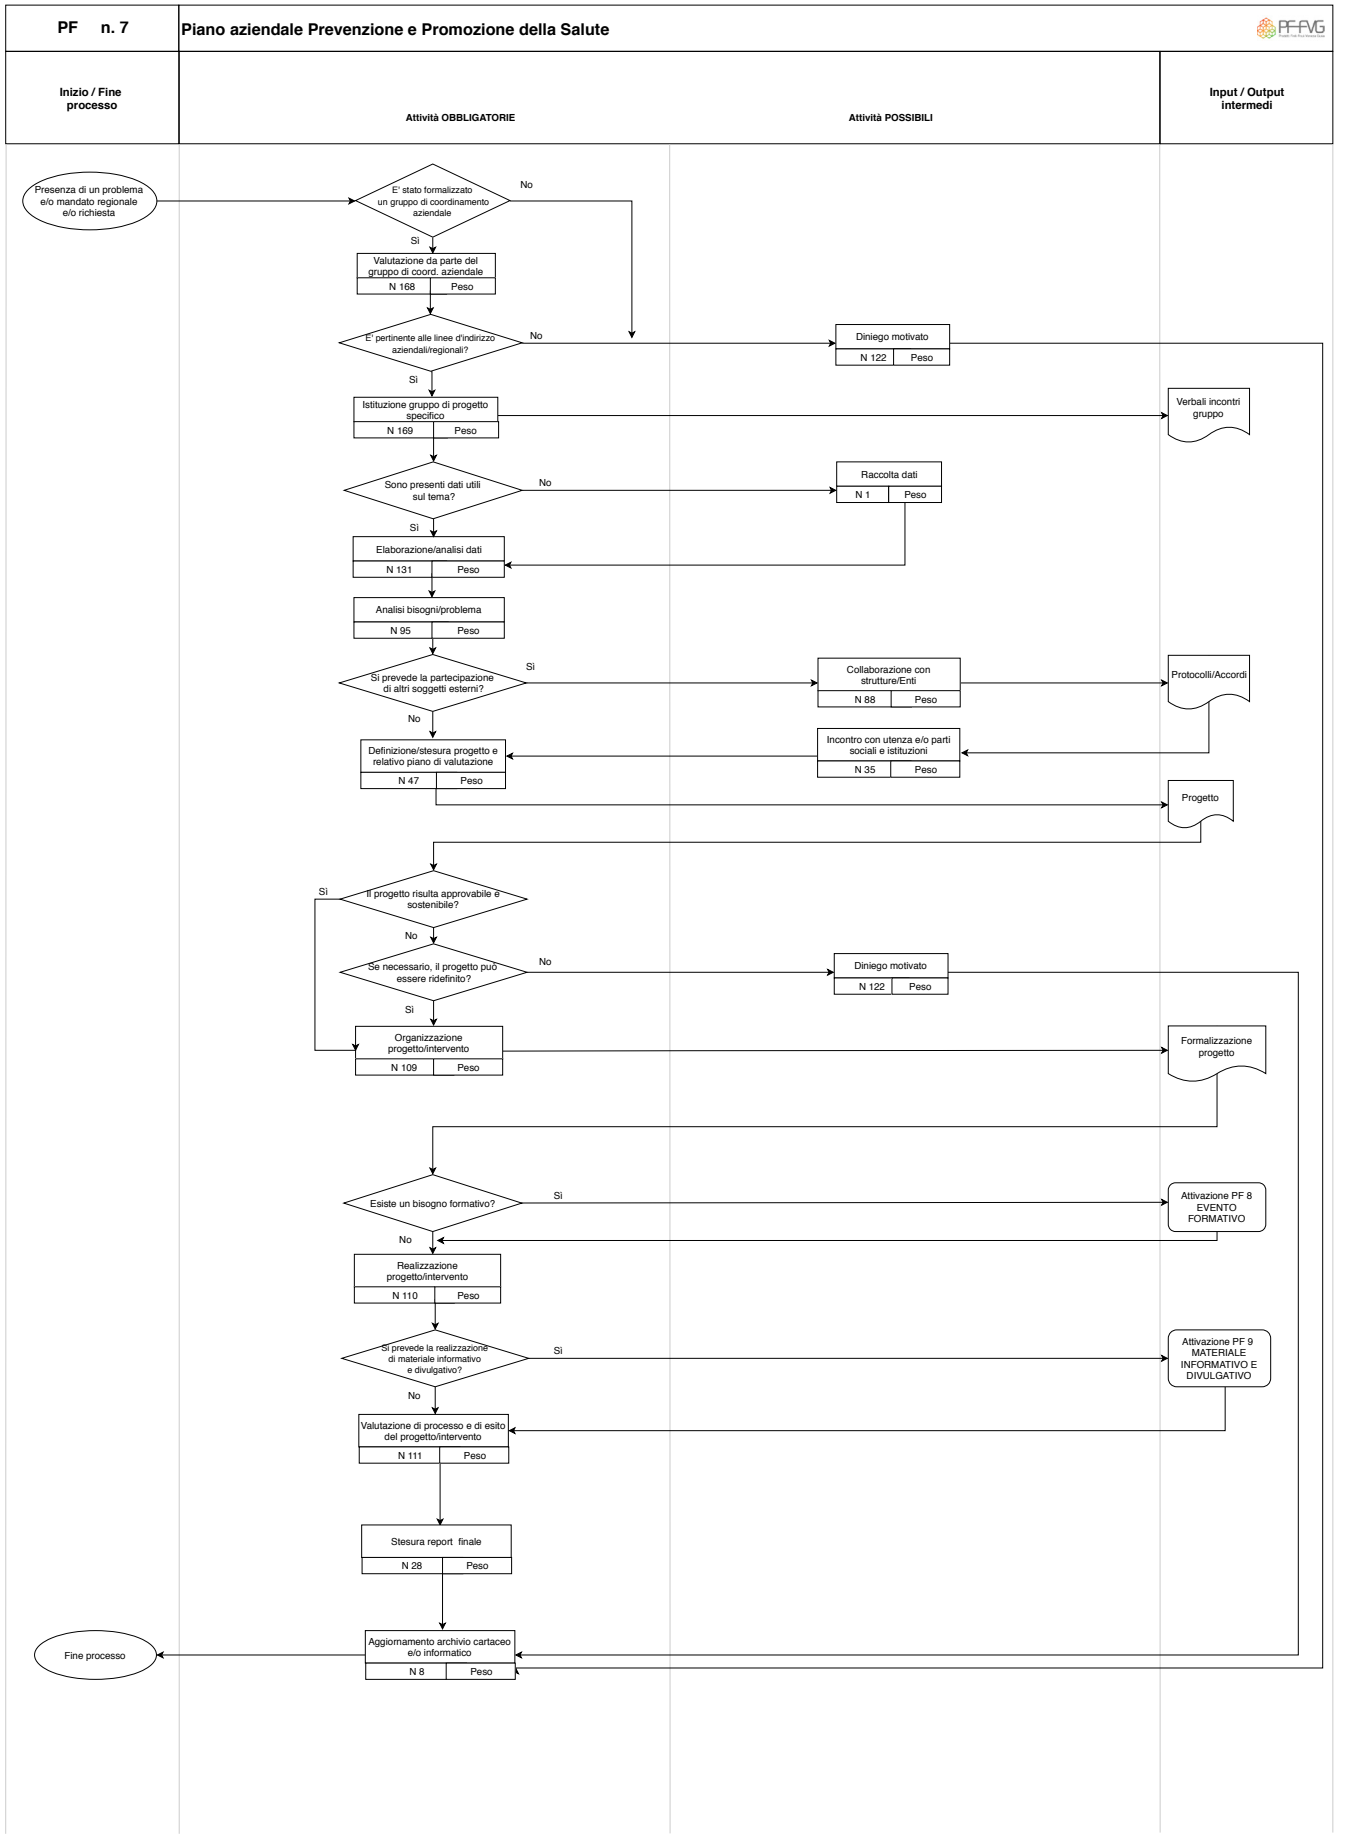 PF n. 7
Piano aziendale Prevenzione e Promozione della Salute
PF-FVG
Inizio / Fine
processo
Attività OBBLIGATORIE
Attività POSSIBILI
Input / Output
intermedi
Presenza di un problema
e/o mandato regionale
e/o richiesta
E' stato formalizzato
un gruppo di coordinamento
aziendale
No
Sì
Valutazione da parte del
gruppo di coord. aziendale
N 168 Peso
E' pertinente alle linee d'indirizzo
aziendali/regionali?
No
Diniego motivato
N 122 Peso
Sì
Istituzione gruppo di progetto
specifico
N 169 Peso
Verbali incontri
gruppo
Sono presenti dati utili
sul tema?
No
Raccolta dati
N 1 Peso
Sì
Elaborazione/analisi dati
N 131 Peso
Analisi bisogni/problema
N 95 Peso
Si prevede la partecipazione
di altri soggetti esterni?
Sì
Collaborazione con
strutture/Enti
N 88 Peso
Protocolli/Accordi
No
Definizione/stesura progetto e
relativo piano di valutazione
N 47 Peso
Incontro con utenza e/o parti
sociali e istituzioni
N 35 Peso
Progetto
Sì
Il progetto risulta approvabile e
sostenibile?
No
Se necessario, il progetto può
essere ridefinito?
No
Diniego motivato
N 122 Peso
Sì
Organizzazione
progetto/intervento
N 109 Peso
Formalizzazione
progetto
Esiste un bisogno formativo?
Sì
Attivazione PF 8
EVENTO
FORMATIVO
No
Realizzazione
progetto/intervento
N 110 Peso
Si prevede la realizzazione
di materiale informativo
e divulgativo?
Sì
Attivazione PF 9
MATERIALE
INFORMATIVO E
DIVULGATIVO
No
Valutazione di processo e di esito
del progetto/intervento
N 111 Peso
Stesura report finale
N 28 Peso
Aggiornamento archivio cartaceo
e/o informatico
N 8 Peso
Fine processo